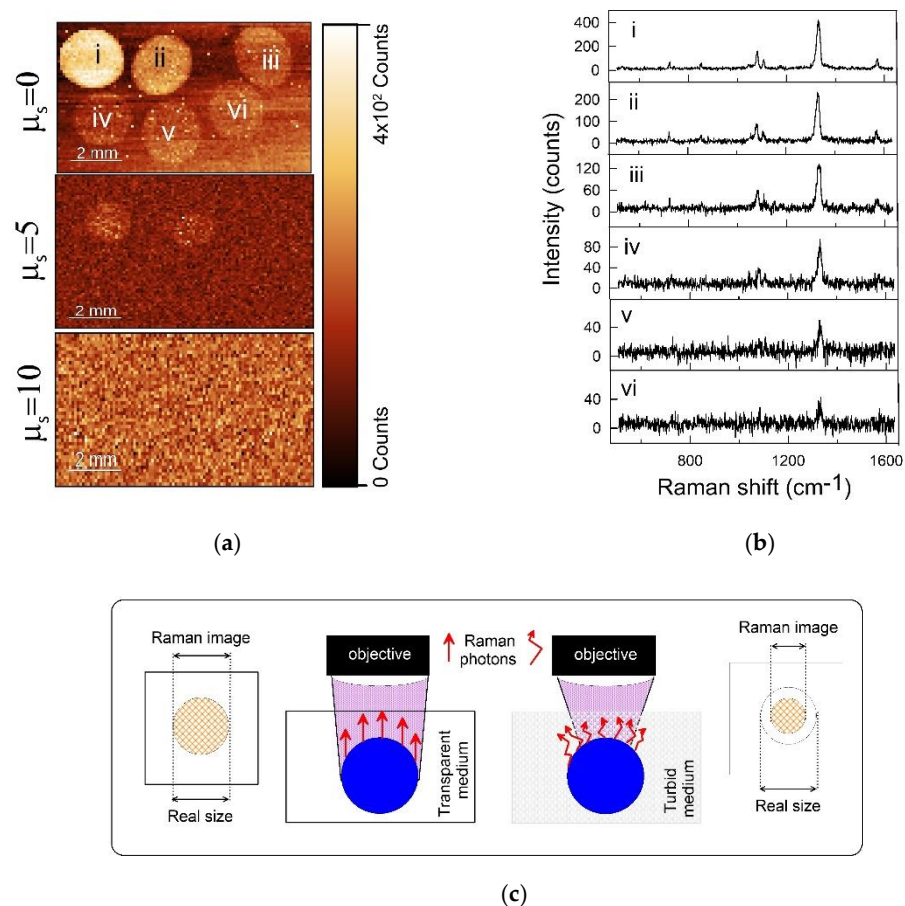 μs=0
i
ii
iii
iv
v
vi
2 mm
μs=5
2 mm
μs=10
2 mm
4x10² Counts
0 Counts
(a)
Intensity (counts)
i
400
200
0
ii
200
100
0
iii
120
60
0
iv
80
40
0
v
40
0
vi
40
0
800
1200
1600
Raman shift (cm-1)
(b)
Raman image
Real size
objective
Transparent
medium
Raman
photons
objective
Turbid
medium
Raman image
Real size
(c)